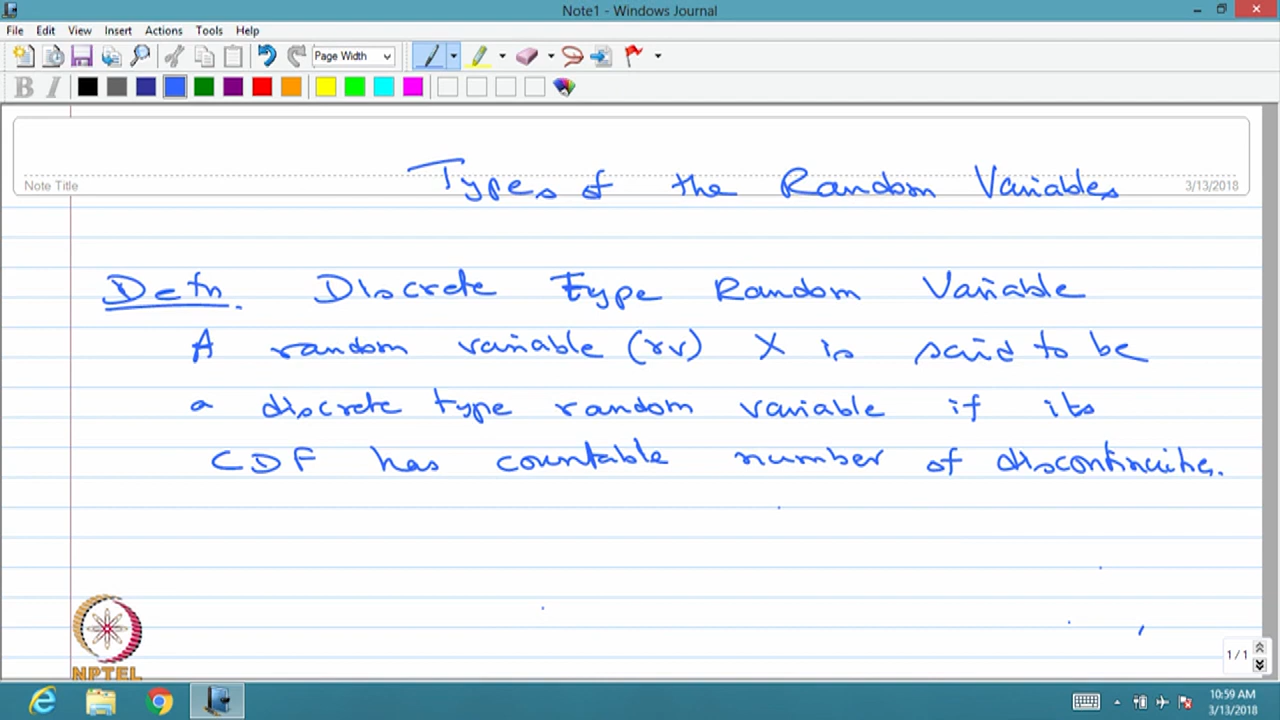 Note1 - Windows Journal
File Edit View Insert Actions Tools Help
Page Width
B I
Types of the Random Variables
Note Title
3/13/2018
Defn. Discrete type Random Variable
A random variable (rv) X is said to be
a discrete type random variable if its
CDF has countable number of discontinuities.
NPTEL
1 / 1
10:59 AM
3/13/2018